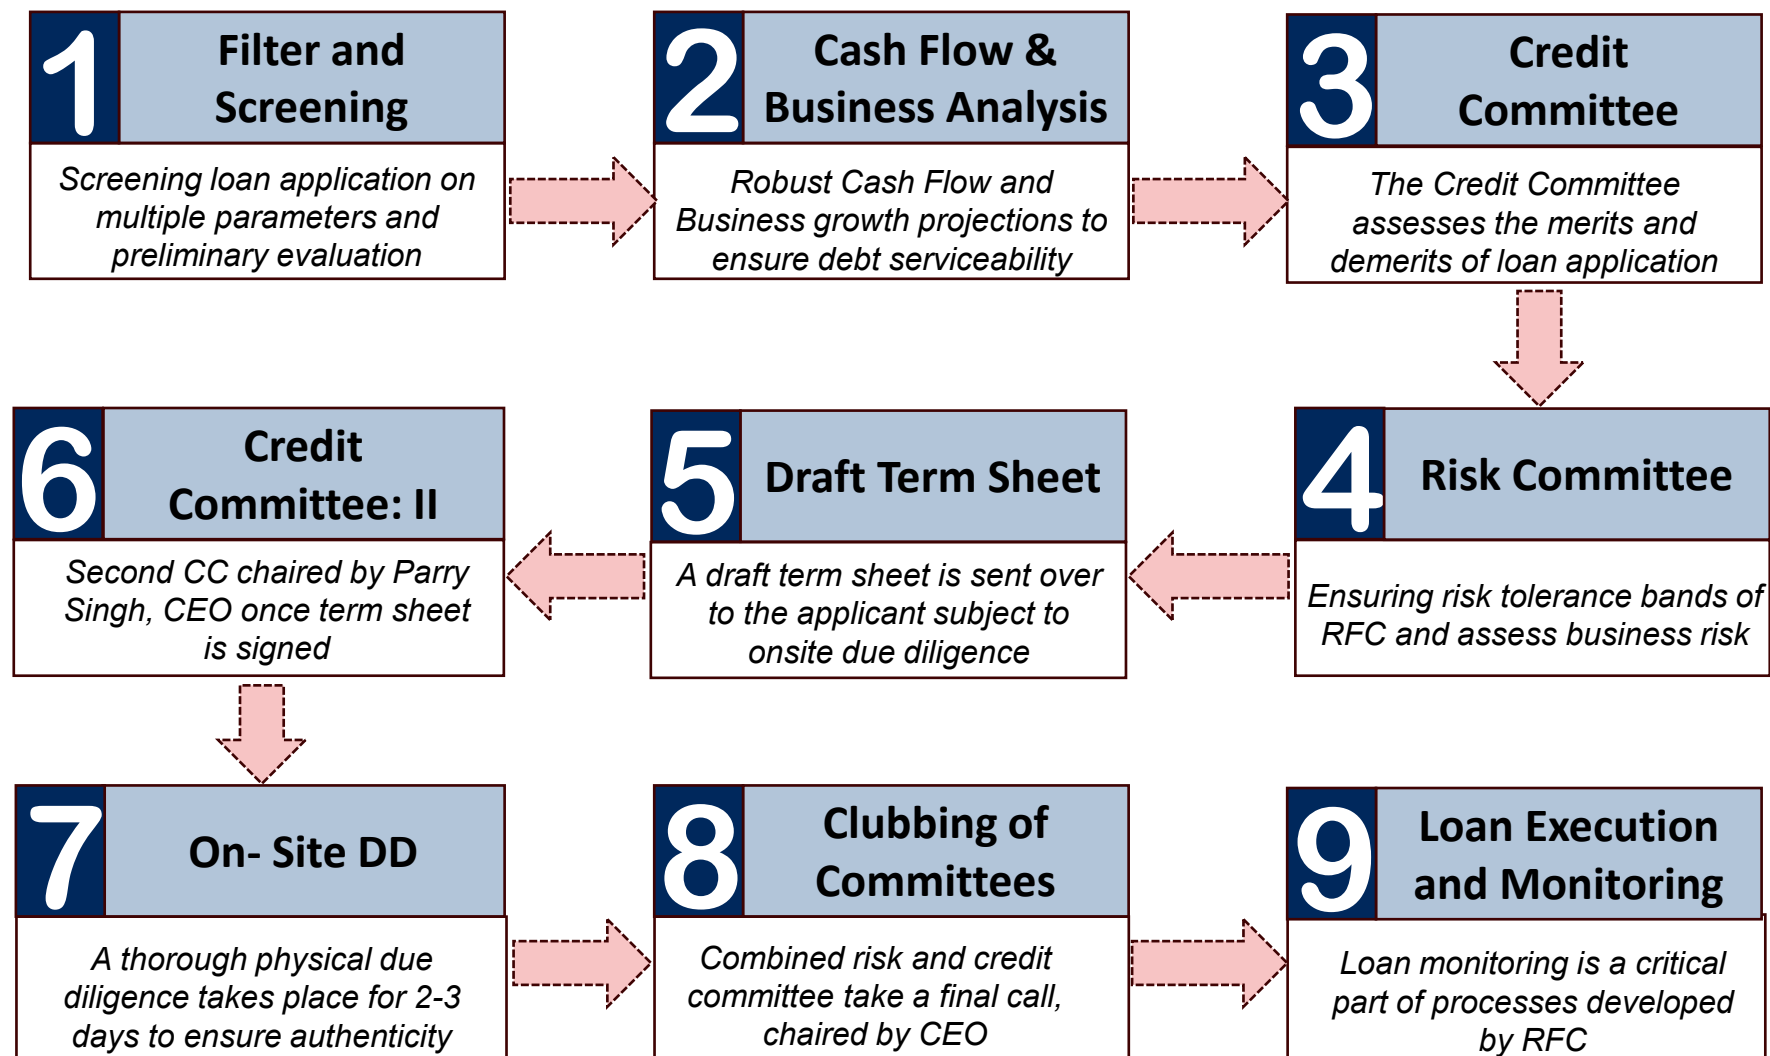 1
Filter and
Screening
Screening loan application on
multiple parameters and
preliminary evaluation
2
Cash Flow &
Business Analysis
Robust Cash Flow and
Business growth projections to
ensure debt serviceability
3
Credit
Committee
The Credit Committee
assesses the merits and
demerits of loan application
4
Risk Committee
Ensuring risk tolerance bands of
RFC and assess business risk
5
Draft Term Sheet
A draft term sheet is sent over
to the applicant subject to
onsite due diligence
6
Credit
Committee: II
Second CC chaired by Parry
Singh, CEO once term sheet
is signed
7
On- Site DD
A thorough physical due
diligence takes place for 2-3
days to ensure authenticity
8
Clubbing of
Committees
Combined risk and credit
committee take a final call,
chaired by CEO
9
Loan Execution
and Monitoring
Loan monitoring is a critical
part of processes developed
by RFC